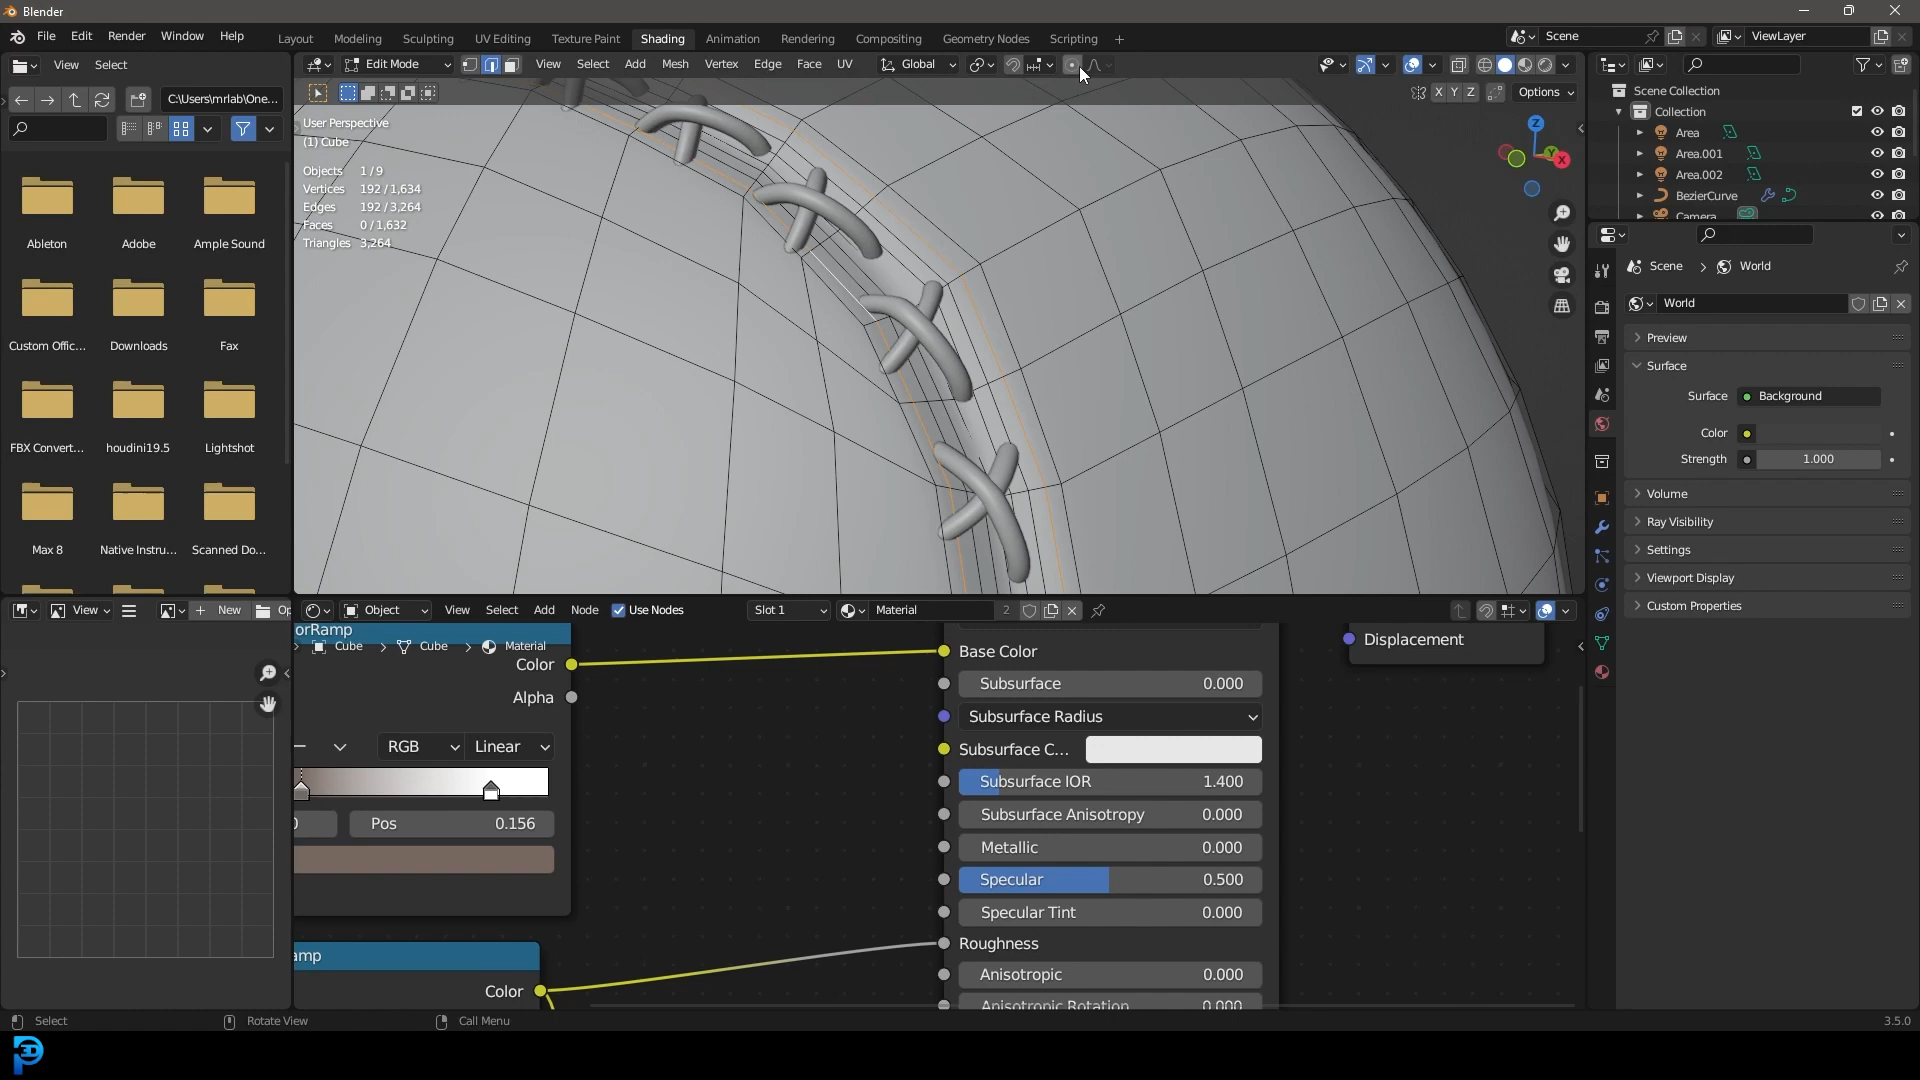 Blender
File Edit Render Window Help
Layout Modeling Sculpting UV Editing Texture Paint Shading Animation Rendering Compositing Geometry Nodes Scripting +
Scene
ViewLayer
View Select
Edit Mode
View Select Add Mesh Vertex Edge Face UV
Global
C:\Users\mrlab\One...
X Y Z
Options
User Perspective
(1) Cube
Objects 1/9
Vertices 192/1,634
Edges 192/3,264
Faces 0/1,632
Triangles 3,264
Z
Y
X
Ableton Adobe Ample Sound
Custom Offic... Downloads Fax
FBX Convert... houdini19.5 Lightshot
Max 8 Native Instru... Scanned Do...
Scene Collection
Collection
Area
Area.001
Area.002
BezierCurve
Camera
Scene > World
World
Preview
Surface
Surface Background
Color
Strength 1.000
Volume
Ray Visibility
Settings
Viewport Display
Custom Properties
View
+ New
Op
Object
View Select Add Node Use Nodes
Slot 1
Material 2
orRamp
Cube > Cube > Material
Color
Alpha
RGB Linear
0 Pos 0.156
amp
Color
Base Color
Subsurface 0.000
Subsurface Radius
Subsurface C...
Subsurface IOR 1.400
Subsurface Anisotropy 0.000
Metallic 0.000
Specular 0.500
Specular Tint 0.000
Roughness
Anisotropic 0.000
Anisotropic Rotation 0.000
Displacement
Select Rotate View Call Menu
3.5.0